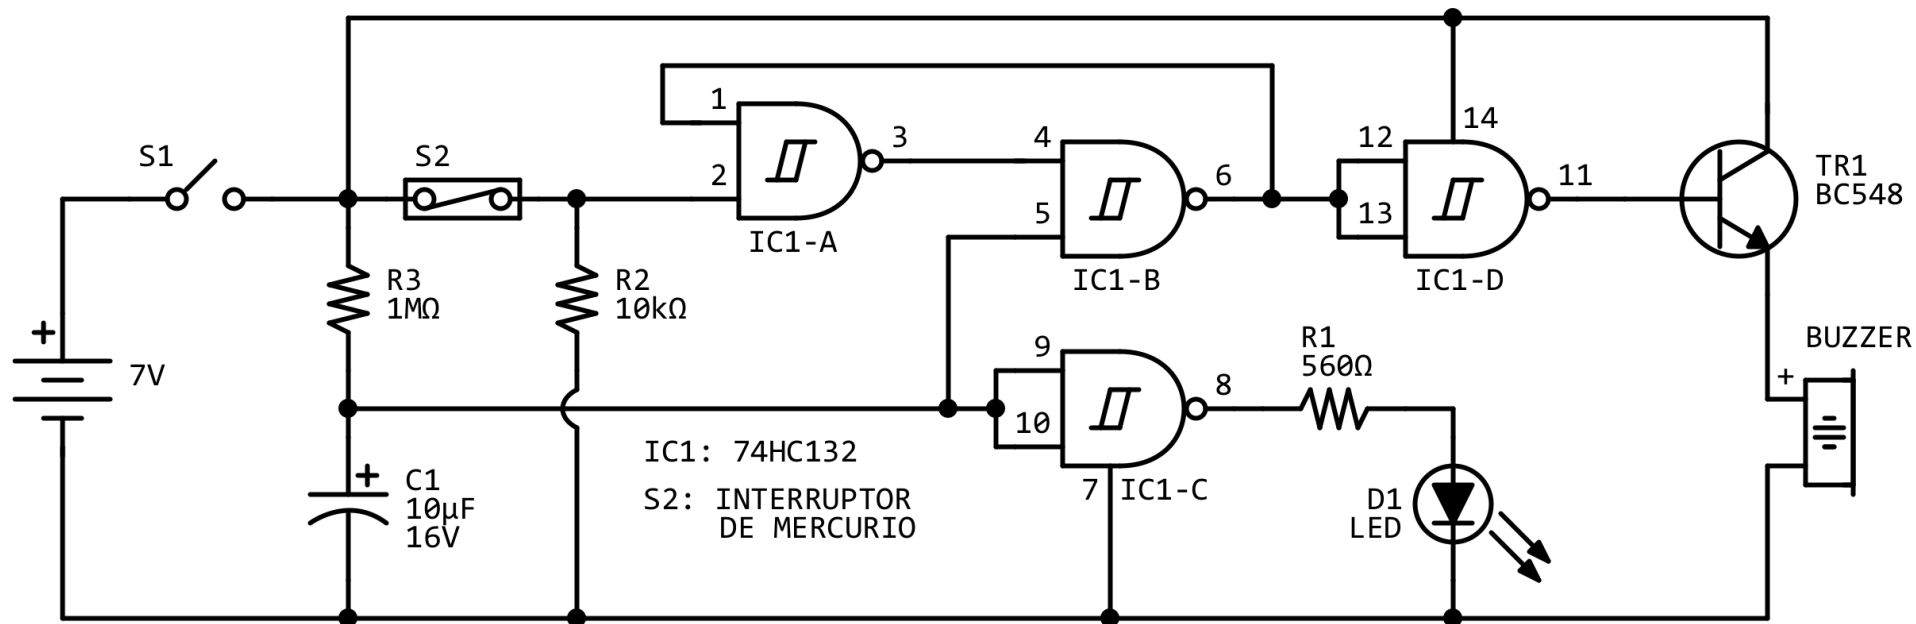 S1
S2
1
2
3
IC1-A
4
5
6
IC1-B
12
13
14
11
IC1-D
TR1
BC548
R3
1MΩ
R2
10kΩ
+
7V
9
10
8
7
IC1-C
R1
560Ω
BUZZER
+
+
C1
10µF
16V
IC1: 74HC132
S2: INTERRUPTOR
DE MERCURIO
D1
LED